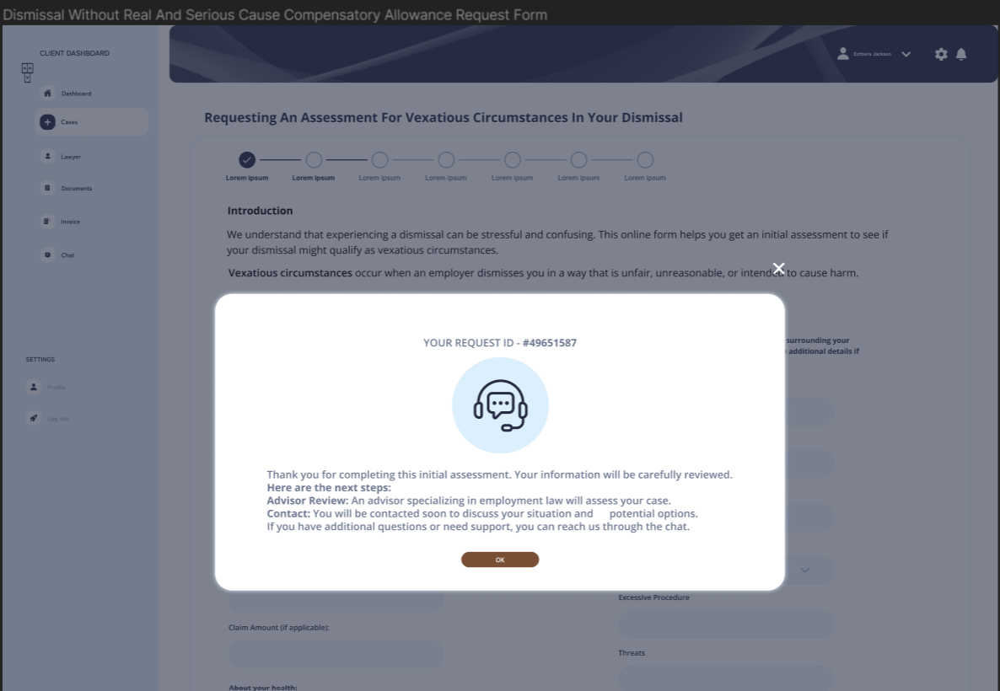 Dismissal Without Real And Serious Cause Compensatory Allowance Request Form
CLIENT DASHBOARD
Dashboard
Cases
Lawyer
Documents
Invoice
Chat
SETTINGS
Profile
Log out
Esthera Jackson
Requesting An Assessment For Vexatious Circumstances In Your Dismissal
Lorem ipsum Lorem ipsum Lorem ipsum Lorem ipsum Lorem ipsum Lorem ipsum Lorem ipsum
Introduction
We understand that experiencing a dismissal can be stressful and confusing. This online form helps you get an initial assessment to see if
your dismissal might qualify as vexatious circumstances.
Vexatious circumstances occur when an employer dismisses you in a way that is unfair, unreasonable, or intended to cause harm.
surrounding your
additional details if
YOUR REQUEST ID - #49651587
Thank you for completing this initial assessment. Your information will be carefully reviewed.
Here are the next steps:
Advisor Review: An advisor specializing in employment law will assess your case.
Contact: You will be contacted soon to discuss your situation and potential options.
If you have additional questions or need support, you can reach us through the chat.
OK
Excessive Procedure
Claim Amount (if applicable):
Threats
About your health: